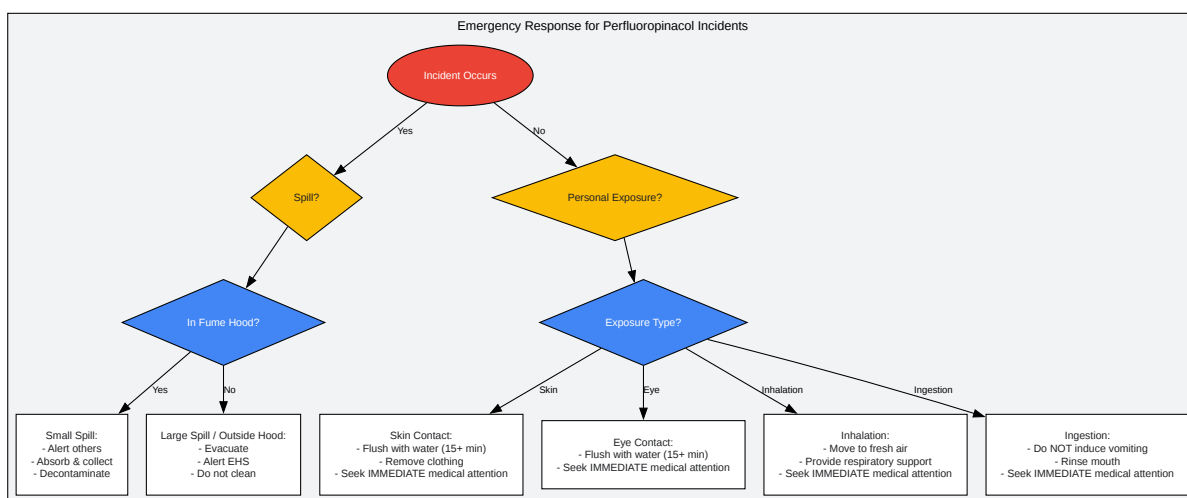 Emergency Response for Perfluoropinacol Incidents
Incident Occurs
Yes
No
Spill?
Personal Exposure?
In Fume Hood?
Exposure Type?
Yes
No
Skin
Eye
Inhalation
Ingestion
Small Spill:
- Alert others
- Absorb & collect
- Decontaminate
Large Spill / Outside Hood:
- Evacuate
- Alert EHS
- Do not clean
Skin Contact:
- Flush with water (15+ min)
- Remove clothing
- Seek IMMEDIATE medical attention
Eye Contact:
- Flush with water (15+ min)
- Seek IMMEDIATE medical attention
Inhalation:
- Move to fresh air
- Provide respiratory support
- Seek IMMEDIATE medical attention
Ingestion:
- Do NOT induce vomiting
- Rinse mouth
- Seek IMMEDIATE medical attention